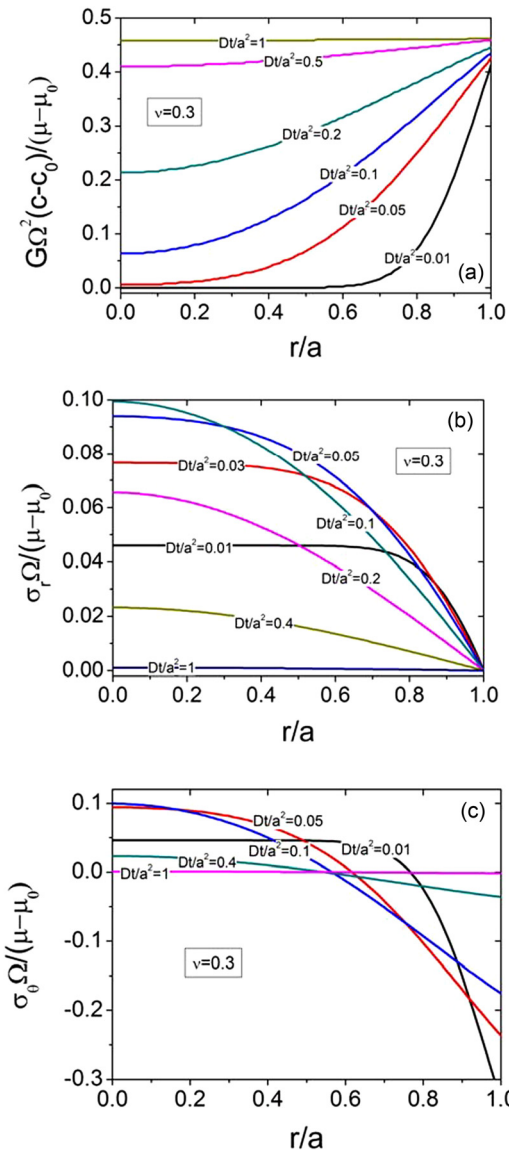 GΩ²(c-c₀)/(μ-μ₀)
0.5
0.4
0.3
0.2
0.1
0.0
Dt/a²=1
Dt/a²=0.5
ν=0.3
Dt/a²=0.2
Dt/a²=0.1
Dt/a²=0.05
Dt/a²=0.01
(a)
0.0 0.2 0.4 0.6 0.8 1.0
r/a
σᵣΩ/(μ-μ₀)
0.10
0.08
0.06
0.04
0.02
0.00
(b)
Dt/a²=0.05
ν=0.3
Dt/a²=0.03
Dt/a²=0.1
Dt/a²=0.01
Dt/a²=0.2
Dt/a²=0.4
Dt/a²=1
0.0 0.2 0.4 0.6 0.8 1.0
r/a
σ_θΩ/(μ-μ₀)
0.1
0.0
-0.1
-0.2
-0.3
(c)
Dt/a²=0.05
Dt/a²=0.01
Dt/a²=0.1
Dt/a²=0.4
Dt/a²=1
ν=0.3
0.0 0.2 0.4 0.6 0.8 1.0
r/a